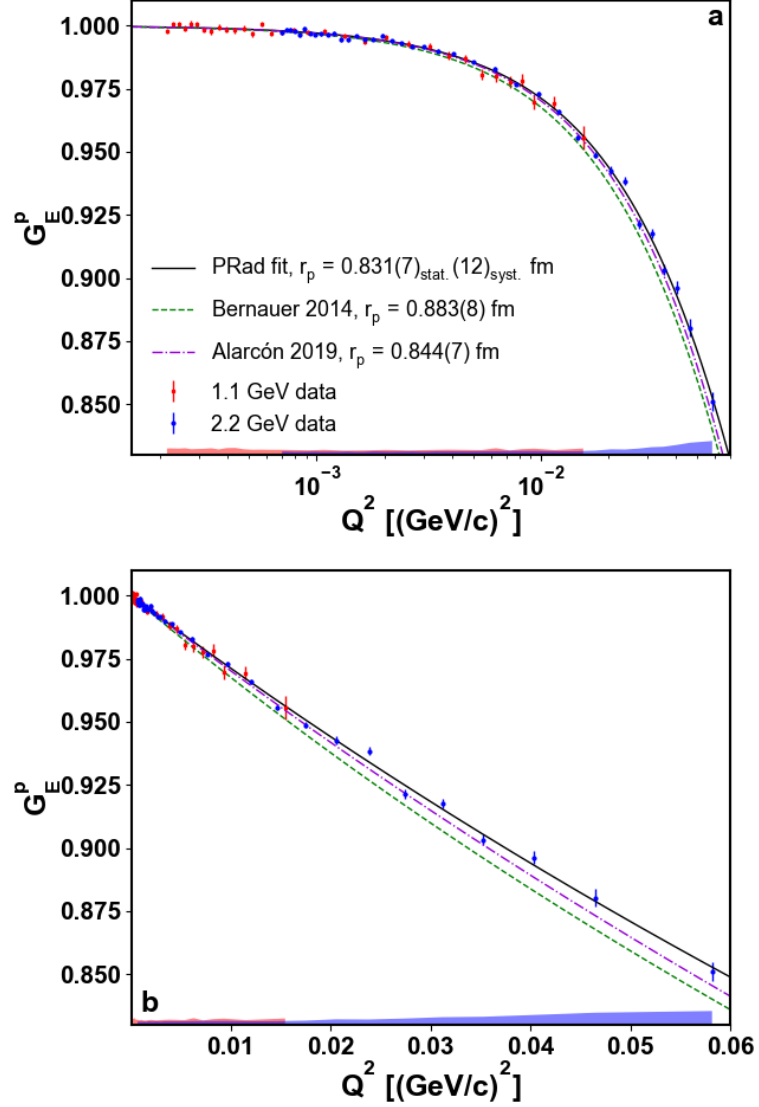 a
1.000
0.975
0.950
0.925
0.900
0.875
0.850
G_E^p
PRad fit, r_p = 0.831(7)_stat. (12)_syst. fm
Bernauer 2014, r_p = 0.883(8) fm
Alarcón 2019, r_p = 0.844(7) fm
1.1 GeV data
2.2 GeV data
10^−3 10^−2
Q^2 [(GeV/c)^2]
1.000
0.975
0.950
0.925
0.900
0.875
0.850
G_E^p
b
0.01 0.02 0.03 0.04 0.05 0.06
Q^2 [(GeV/c)^2]